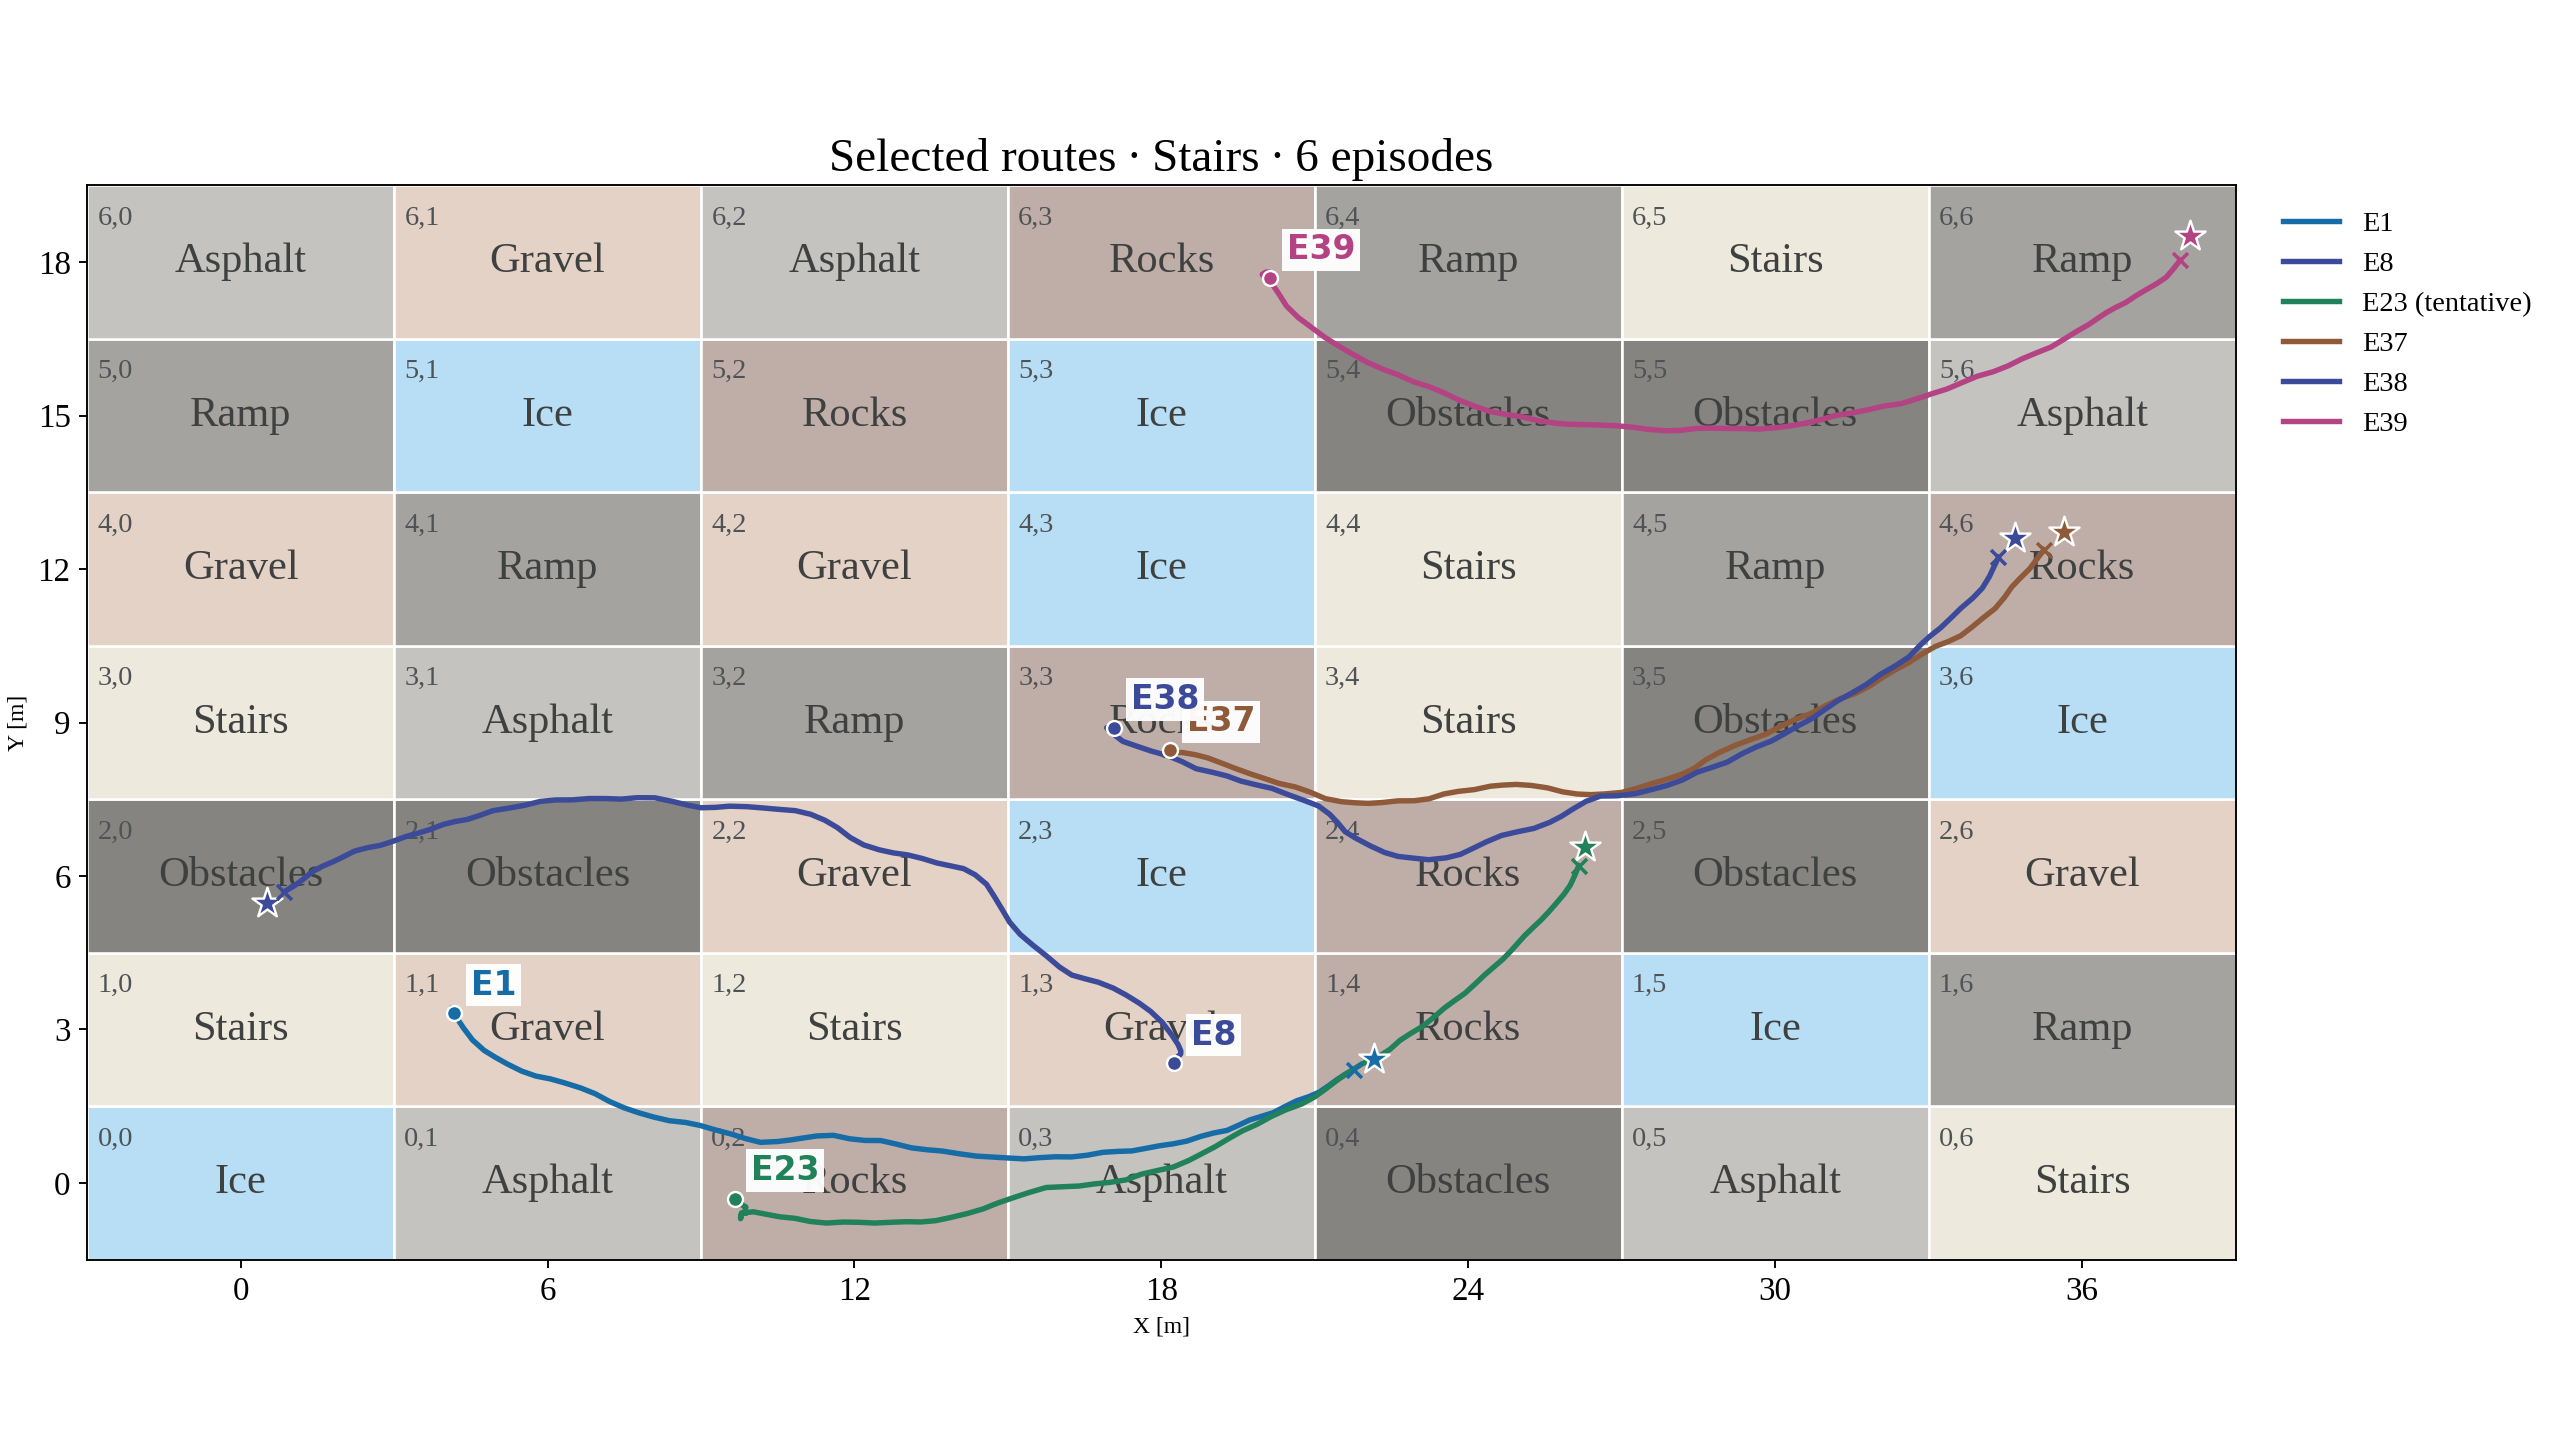 Selected routes · Stairs · 6 episodes
6,0 6,1 6,2 6,3 6,4 6,5 6,6
Asphalt Gravel Asphalt Rocks E39 Ramp Stairs Ramp
5,0 5,1 5,2 5,3 5,4 5,5 5,6
Ramp Ice Rocks Ice Obstacles Obstacles Asphalt
4,0 4,1 4,2 4,3 4,4 4,5 4,6
Gravel Ramp Gravel Ice Stairs Ramp Rocks
3,0 3,1 3,2 3,3 3,4 3,5 3,6
E38 E37
Stairs Asphalt Ramp Stairs Obstacles Ice
2,0 2,1 2,2 2,3 2,4 2,5 2,6
Obstacles Obstacles Gravel Ice Rocks Obstacles Gravel
1,0 1,1 E1 1,2 1,3 1,4 1,5 1,6
Stairs Gravel Stairs E8 Rocks Ice Ramp
0,0 0,1 0,2 0,3 0,4 0,5 0,6
Ice Asphalt E23 Asphalt Obstacles Asphalt Stairs
18
15
12
9
6
3
0
Y [m]
0 6 12 18 24 30 36
X [m]
E1
E8
E23 (tentative)
E37
E38
E39